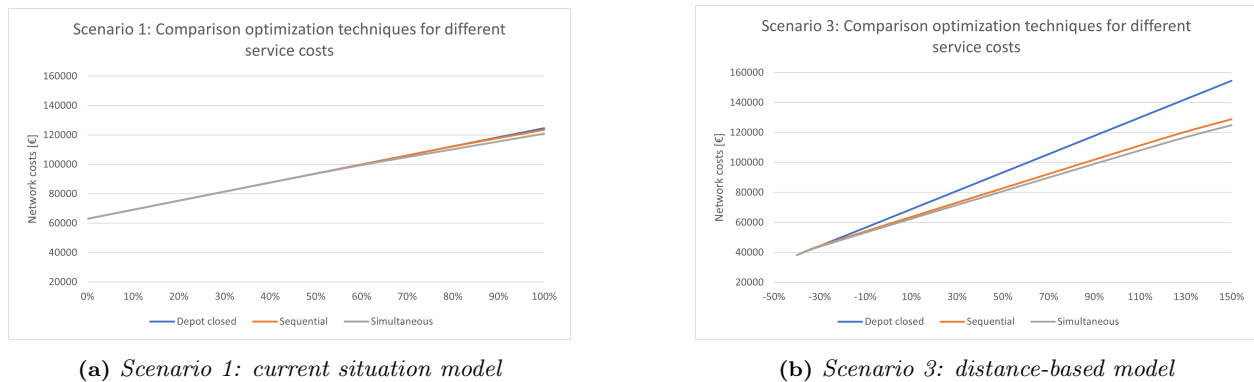 Scenario 1: Comparison optimization techniques for different
service costs
Network costs [€]
160000
140000
120000
100000
80000
60000
40000
20000
0% 10% 20% 30% 40% 50% 60% 70% 80% 90% 100%
Depot closed Sequential Simultaneous
(a) Scenario 1: current situation model
Scenario 3: Comparison optimization techniques for different
service costs
Network costs [€]
160000
140000
120000
100000
80000
60000
40000
20000
-50% -30% -10% 10% 30% 50% 70% 90% 110% 130% 150%
Depot closed Sequential Simultaneous
(b) Scenario 3: distance-based model